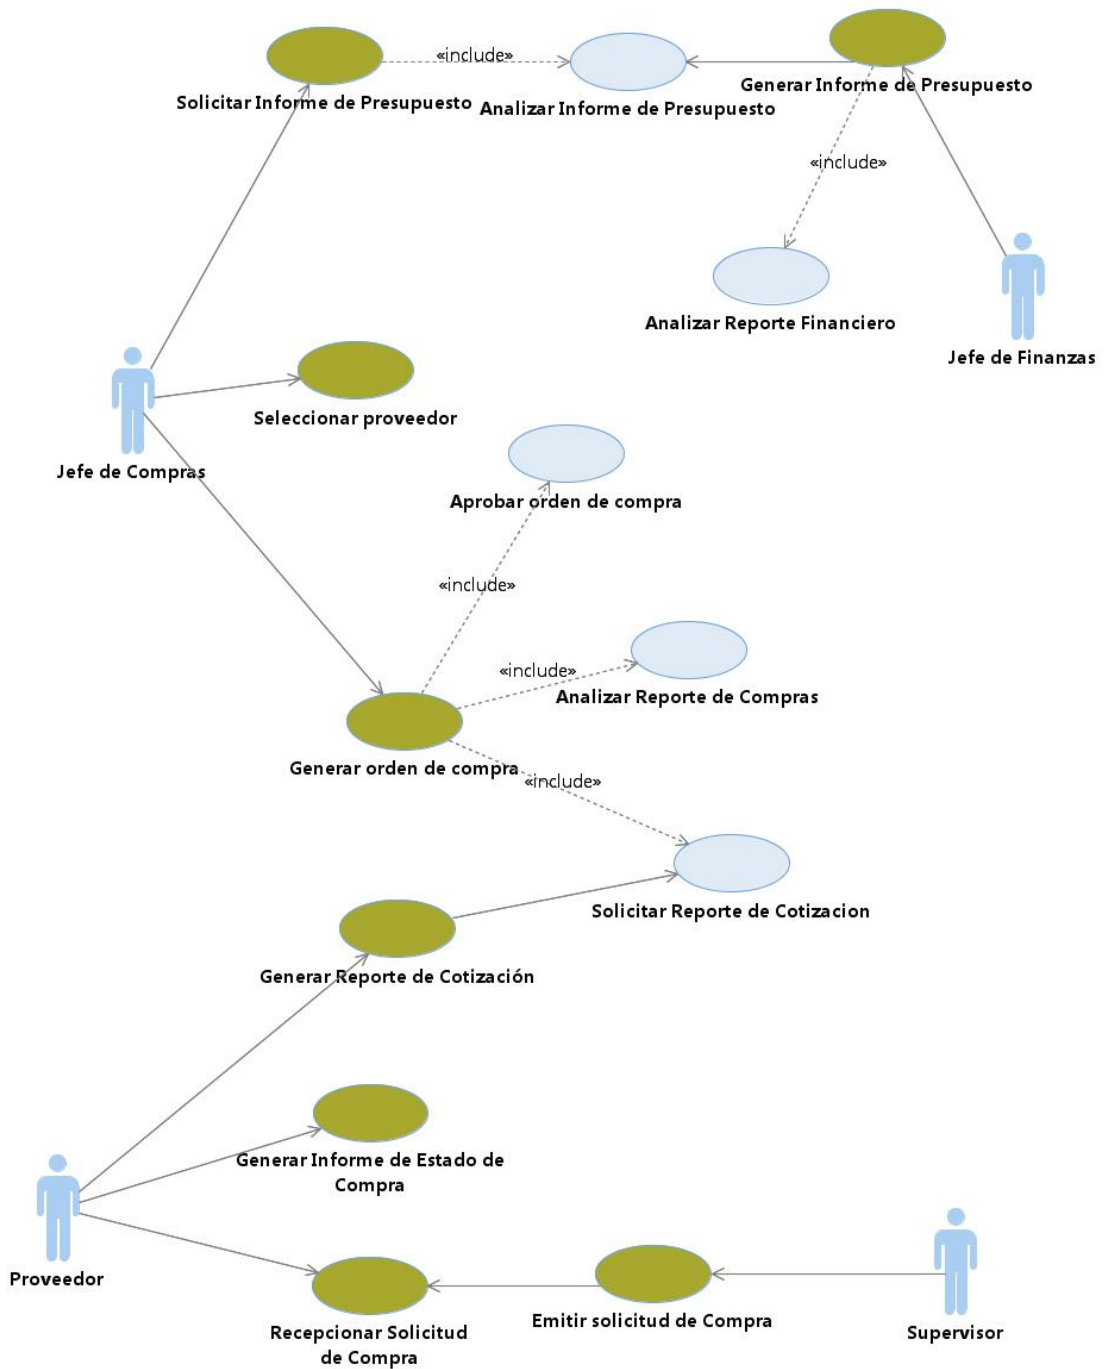 «include»
Solicitar Informe de Presupuesto
Analizar Informe de Presupuesto
Generar Informe de Presupuesto
«include»
Analizar Reporte Financiero
Jefe de Finanzas
Seleccionar proveedor
Jefe de Compras
Aprobar orden de compra
«include»
«include»
Analizar Reporte de Compras
Generar orden de compra
«include»
Solicitar Reporte de Cotizacion
Generar Reporte de Cotización
Generar Informe de Estado de
Compra
Proveedor
Recepcionar Solicitud
de Compra
Emitir solicitud de Compra
Supervisor